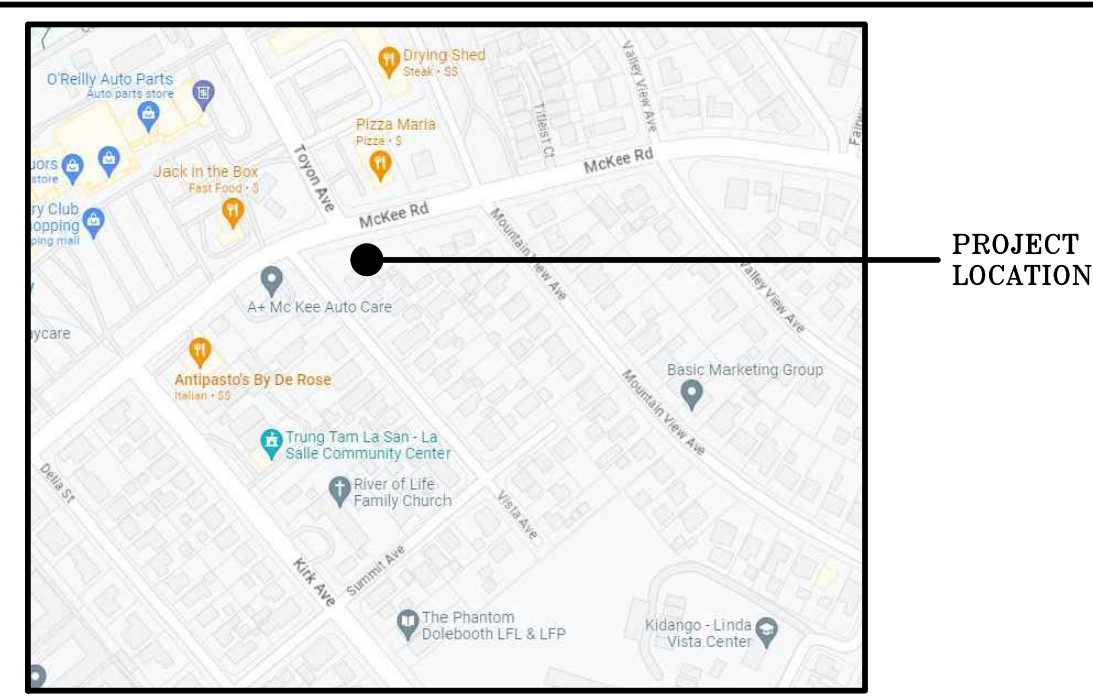 Drying Shed
Steak • $$
O'Reilly Auto Parts
Auto parts store
Pizza Maria
Pizza • $
Jack in the Box
Fast Food • $
uors
store
ry Club
opping
ping mall
Toyon Ave
Titleist Ct
Valley View Ave
McKee Rd
Fairw
McKee Rd
Mountain View Ave
PROJECT
LOCATION
A+ Mc Kee Auto Care
Valley View Ave
aycare
Antipasto's By De Rose
Italian • $$
Basic Marketing Group
Mountain View Ave
Trung Tam La San - La
Salle Community Center
River of Life
Family Church
Della St
Vista Ave
Kirk Ave
Summit Ave
The Phantom
Dolebooth LFL & LFP
Kidango - Linda
Vista Center